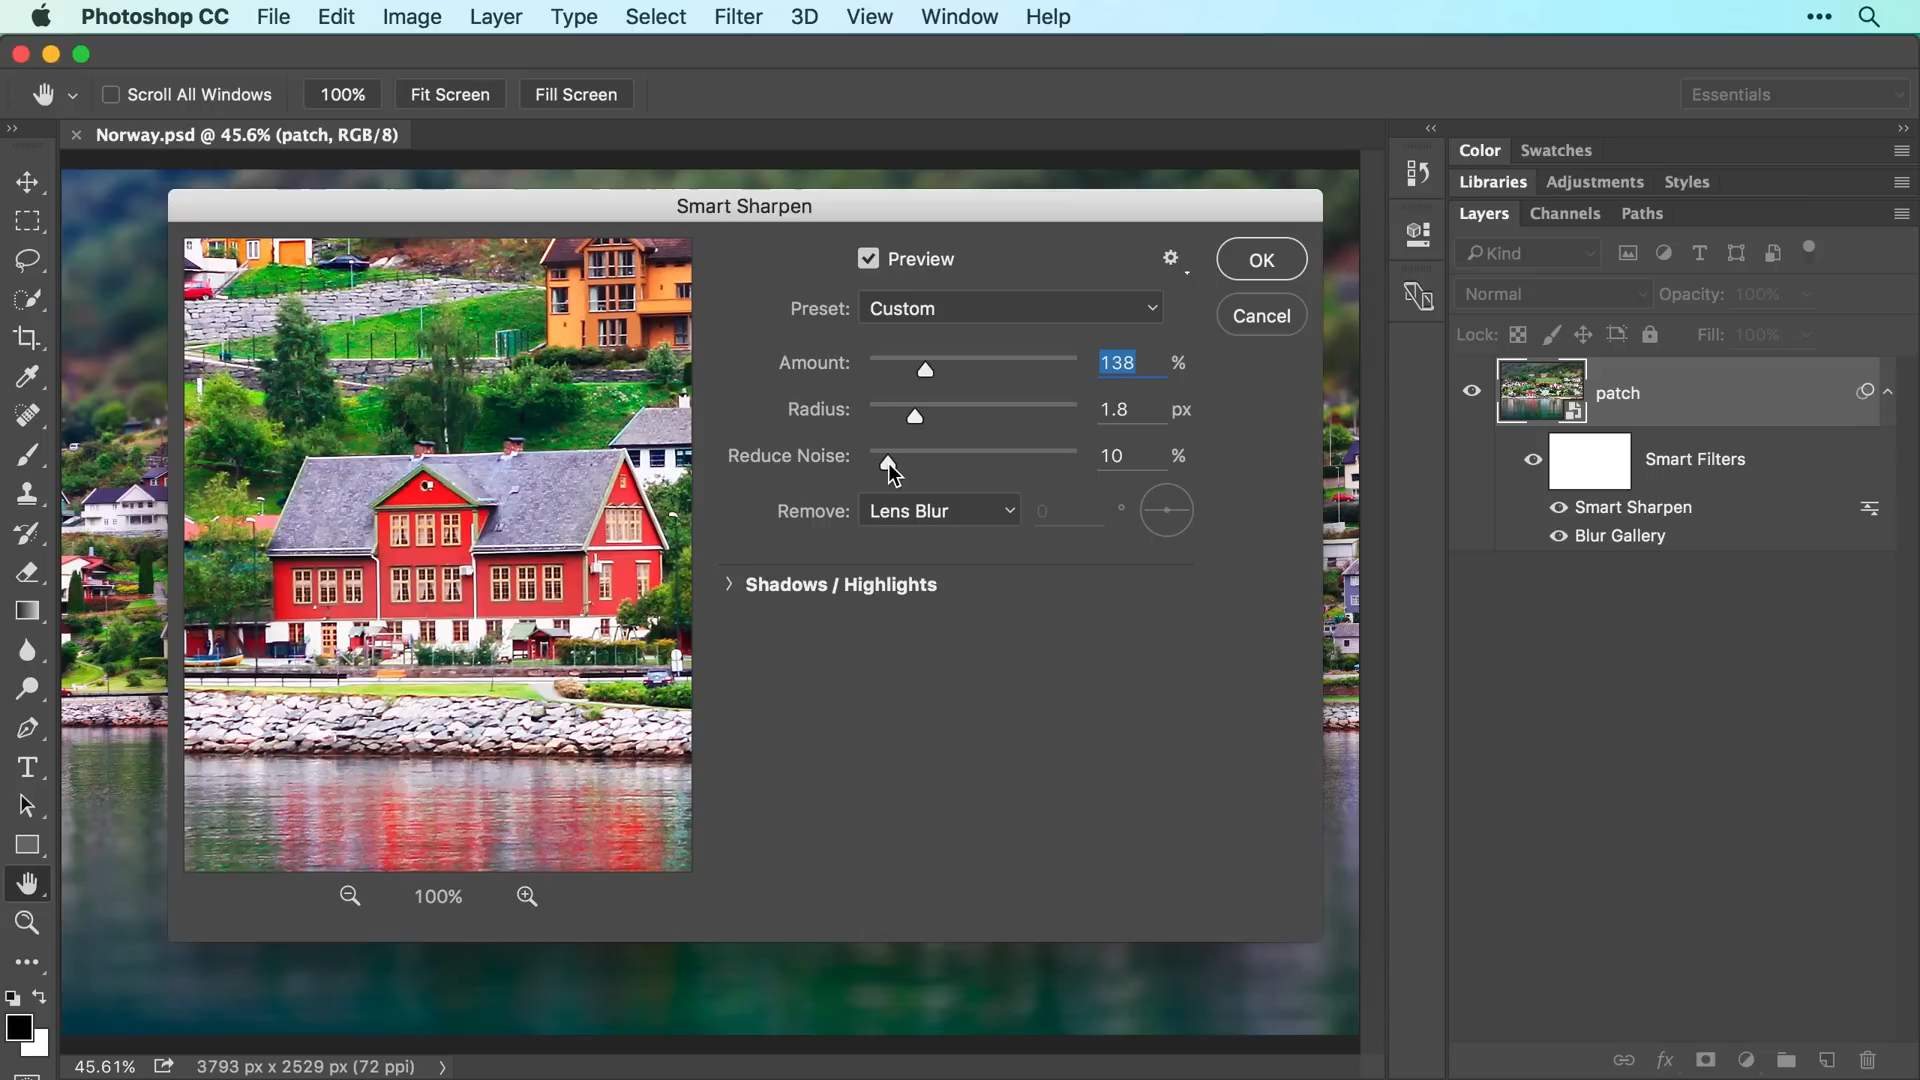 Photoshop CC File Edit Image Layer Type Select Filter 3D View Window Help
Scroll All Windows 100% Fit Screen Fill Screen Essentials
Norway.psd @ 45.6% (patch, RGB/8)
Color Swatches
Libraries Adjustments Styles
Layers Channels Paths
Kind
Normal Opacity: 100%
Lock: Fill: 100%
patch
Smart Filters
Smart Sharpen
Blur Gallery
Smart Sharpen
Preview
OK
Preset: Custom
Cancel
Amount: 138 %
Radius: 1.8 px
Reduce Noise: 10 %
Remove: Lens Blur 0 °
Shadows / Highlights
100%
45.61% 3793 px x 2529 px (72 ppi)